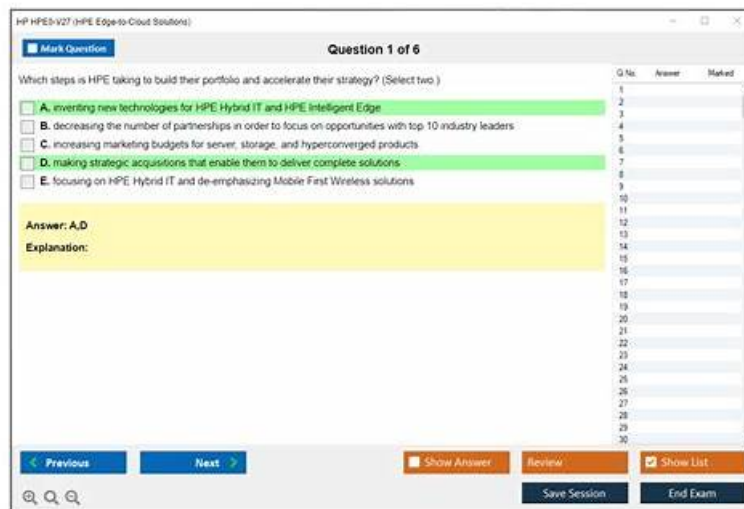 HP HPE0-V27 (HPE Edge-to-Cloud Solutions)
Mark Question
Question 1 of 6
Which steps is HPE taking to build their portfolio and accelerate their strategy? (Select two.)
A. inventing new technologies for HPE Hybrid IT and HPE Intelligent Edge
B. decreasing the number of partnerships in order to focus on opportunities with top 10 industry leaders
C. increasing marketing budgets for server, storage, and hyperconverged products
D. making strategic acquisitions that enable them to deliver complete solutions
E. focusing on HPE Hybrid IT and de-emphasizing Mobile First Wireless solutions
Answer: A,D
Explanation:
Q No. Answer Marked
1
2
3
4
5
6
7
8
9
10
11
12
13
14
15
16
17
18
19
20
21
22
23
24
25
26
27
28
29
30
Previous Next Show Answer Review Show List
Save Session End Exam